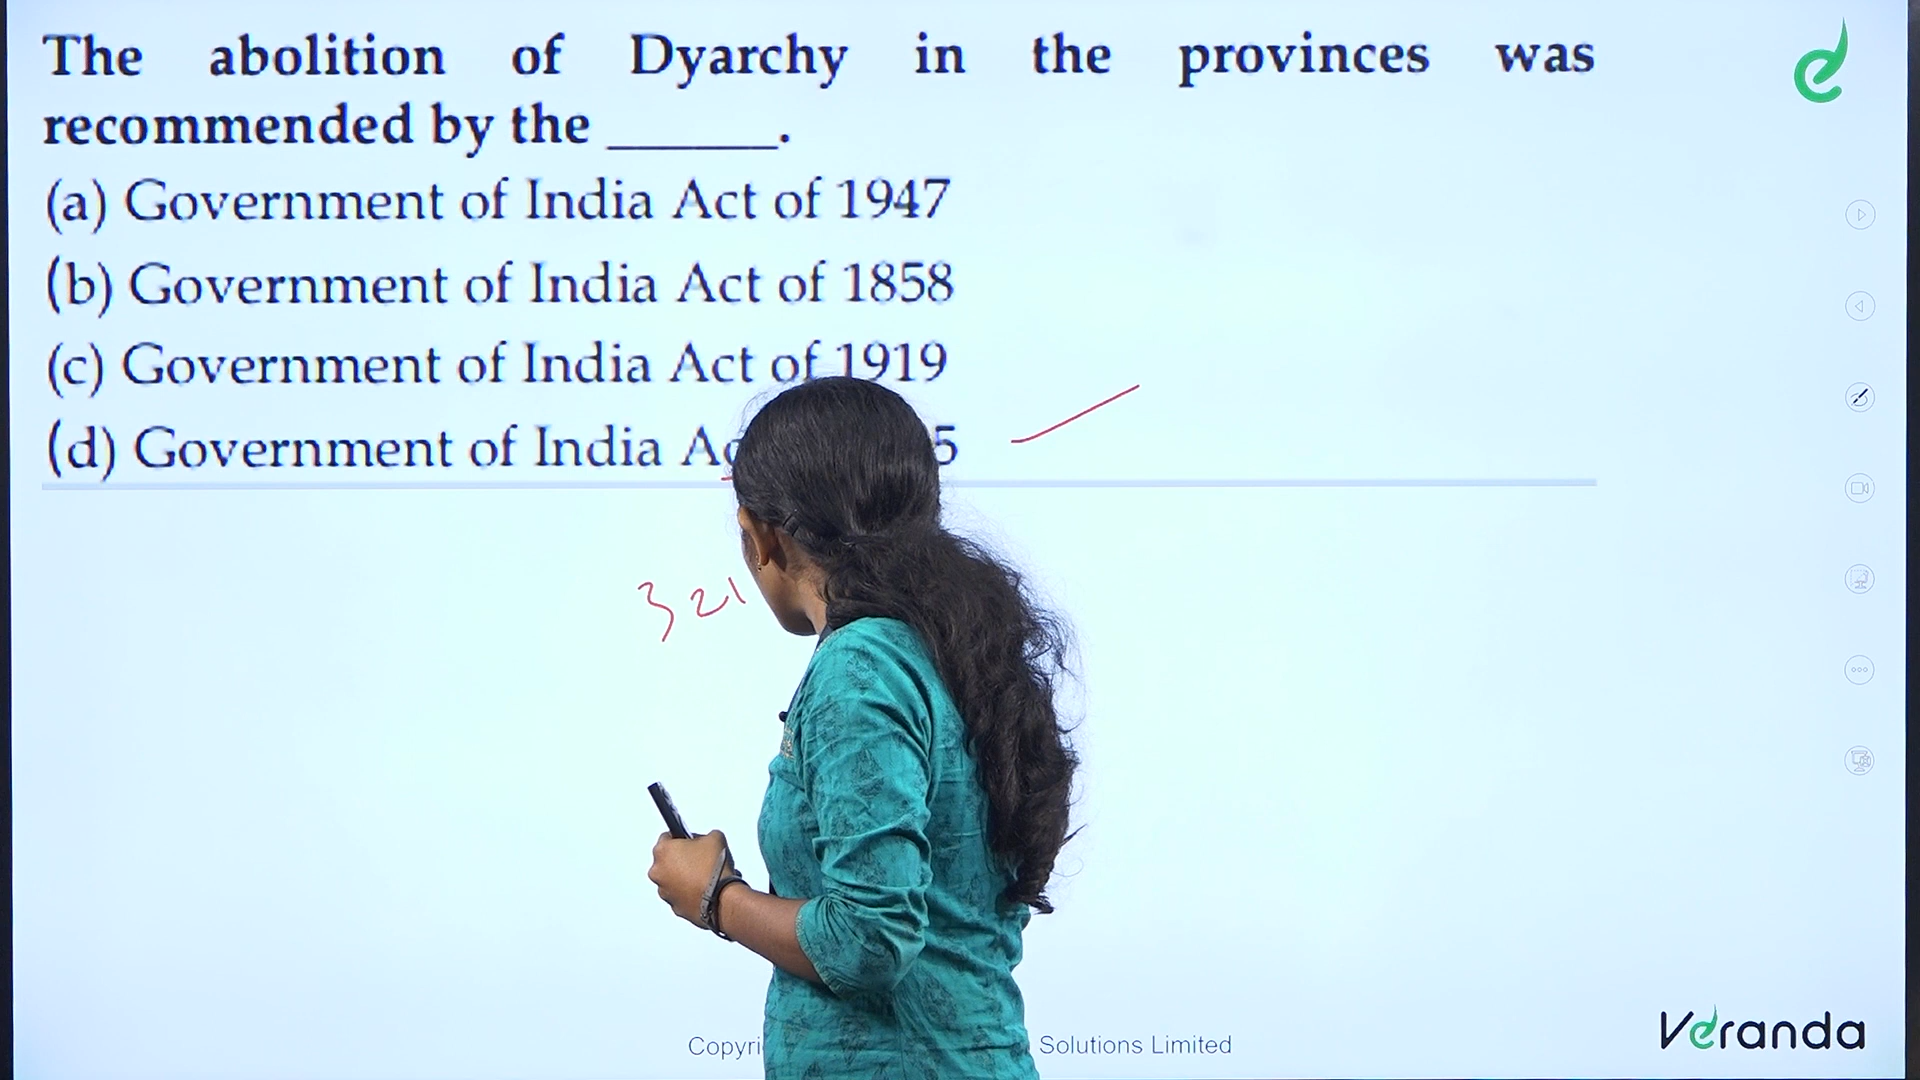 The abolition of Dyarchy in the provinces was
recommended by the ______.
(a) Government of India Act of 1947
(b) Government of India Act of 1858
(c) Government of India Act of 1919
(d) Government of India 5
321
Solutions Limited
Veranda